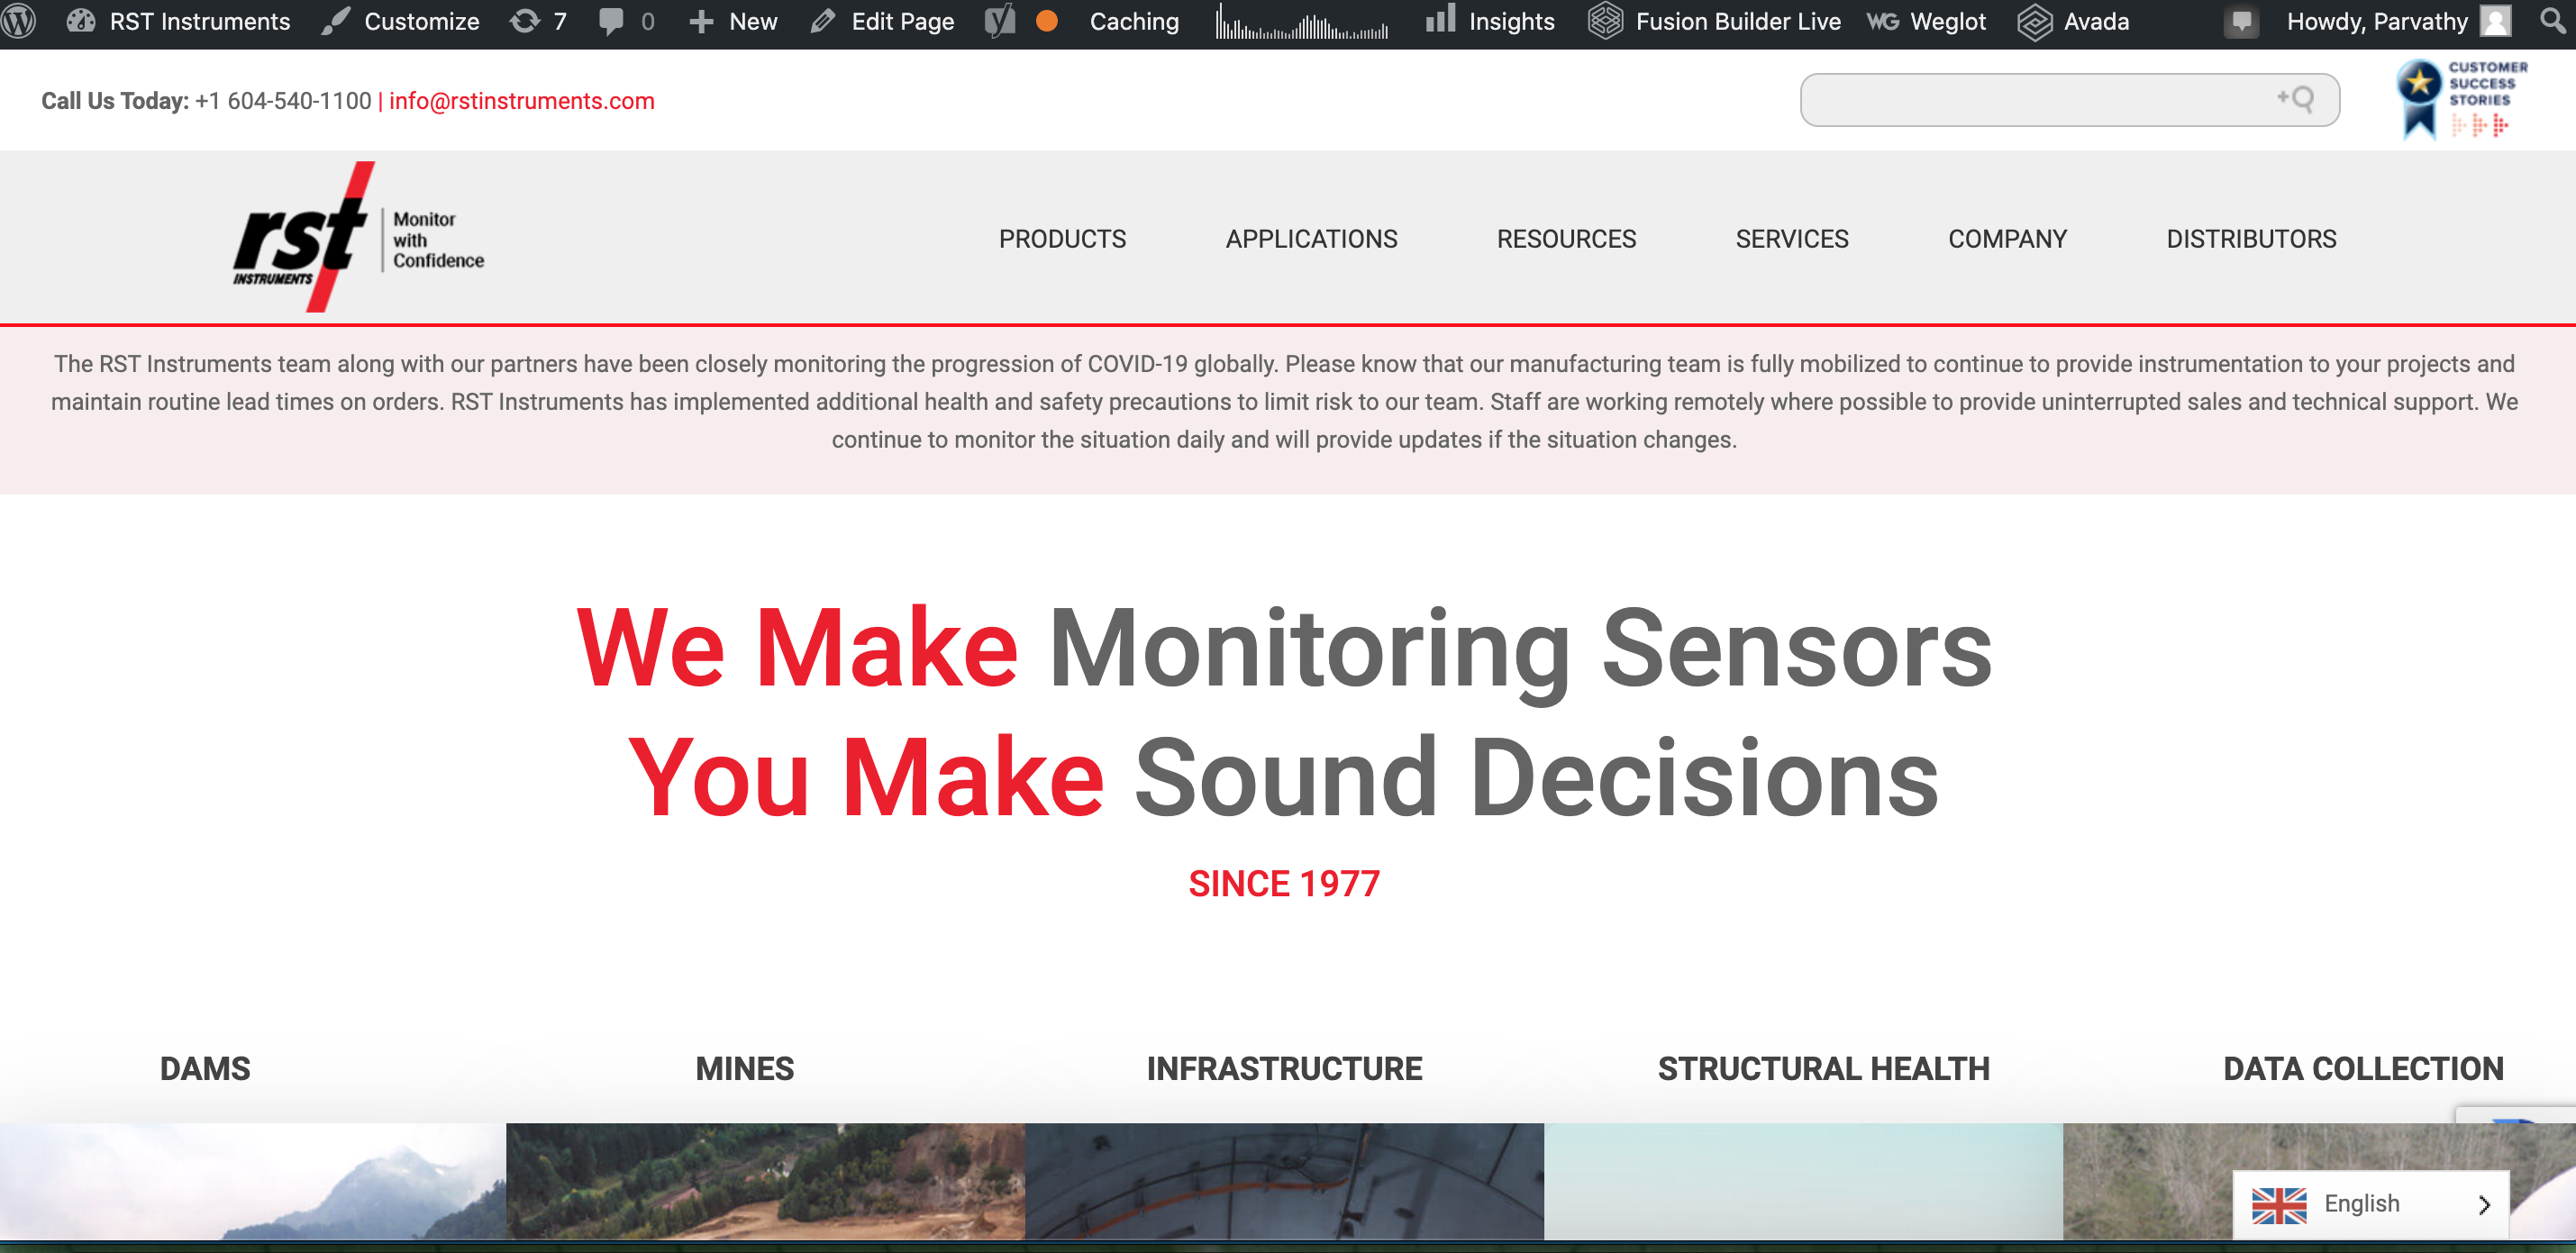 RST Instruments Customize 7 0 New Edit Page Caching Insights Fusion Builder Live Weglot Avada Howdy, Parvathy
Call Us Today: +1 604-540-1100 | info@rstinstruments.com
CUSTOMER
SUCCESS
STORIES
rst
INSTRUMENTS
Monitor
with
Confidence
PRODUCTS APPLICATIONS RESOURCES SERVICES COMPANY DISTRIBUTORS
The RST Instruments team along with our partners have been closely monitoring the progression of COVID-19 globally. Please know that our manufacturing team is fully mobilized to continue to provide instrumentation to your projects and
maintain routine lead times on orders. RST Instruments has implemented additional health and safety precautions to limit risk to our team. Staff are working remotely where possible to provide uninterrupted sales and technical support. We
continue to monitor the situation daily and will provide updates if the situation changes.
We Make Monitoring Sensors
You Make Sound Decisions
SINCE 1977
DAMS MINES INFRASTRUCTURE STRUCTURAL HEALTH DATA COLLECTION
English